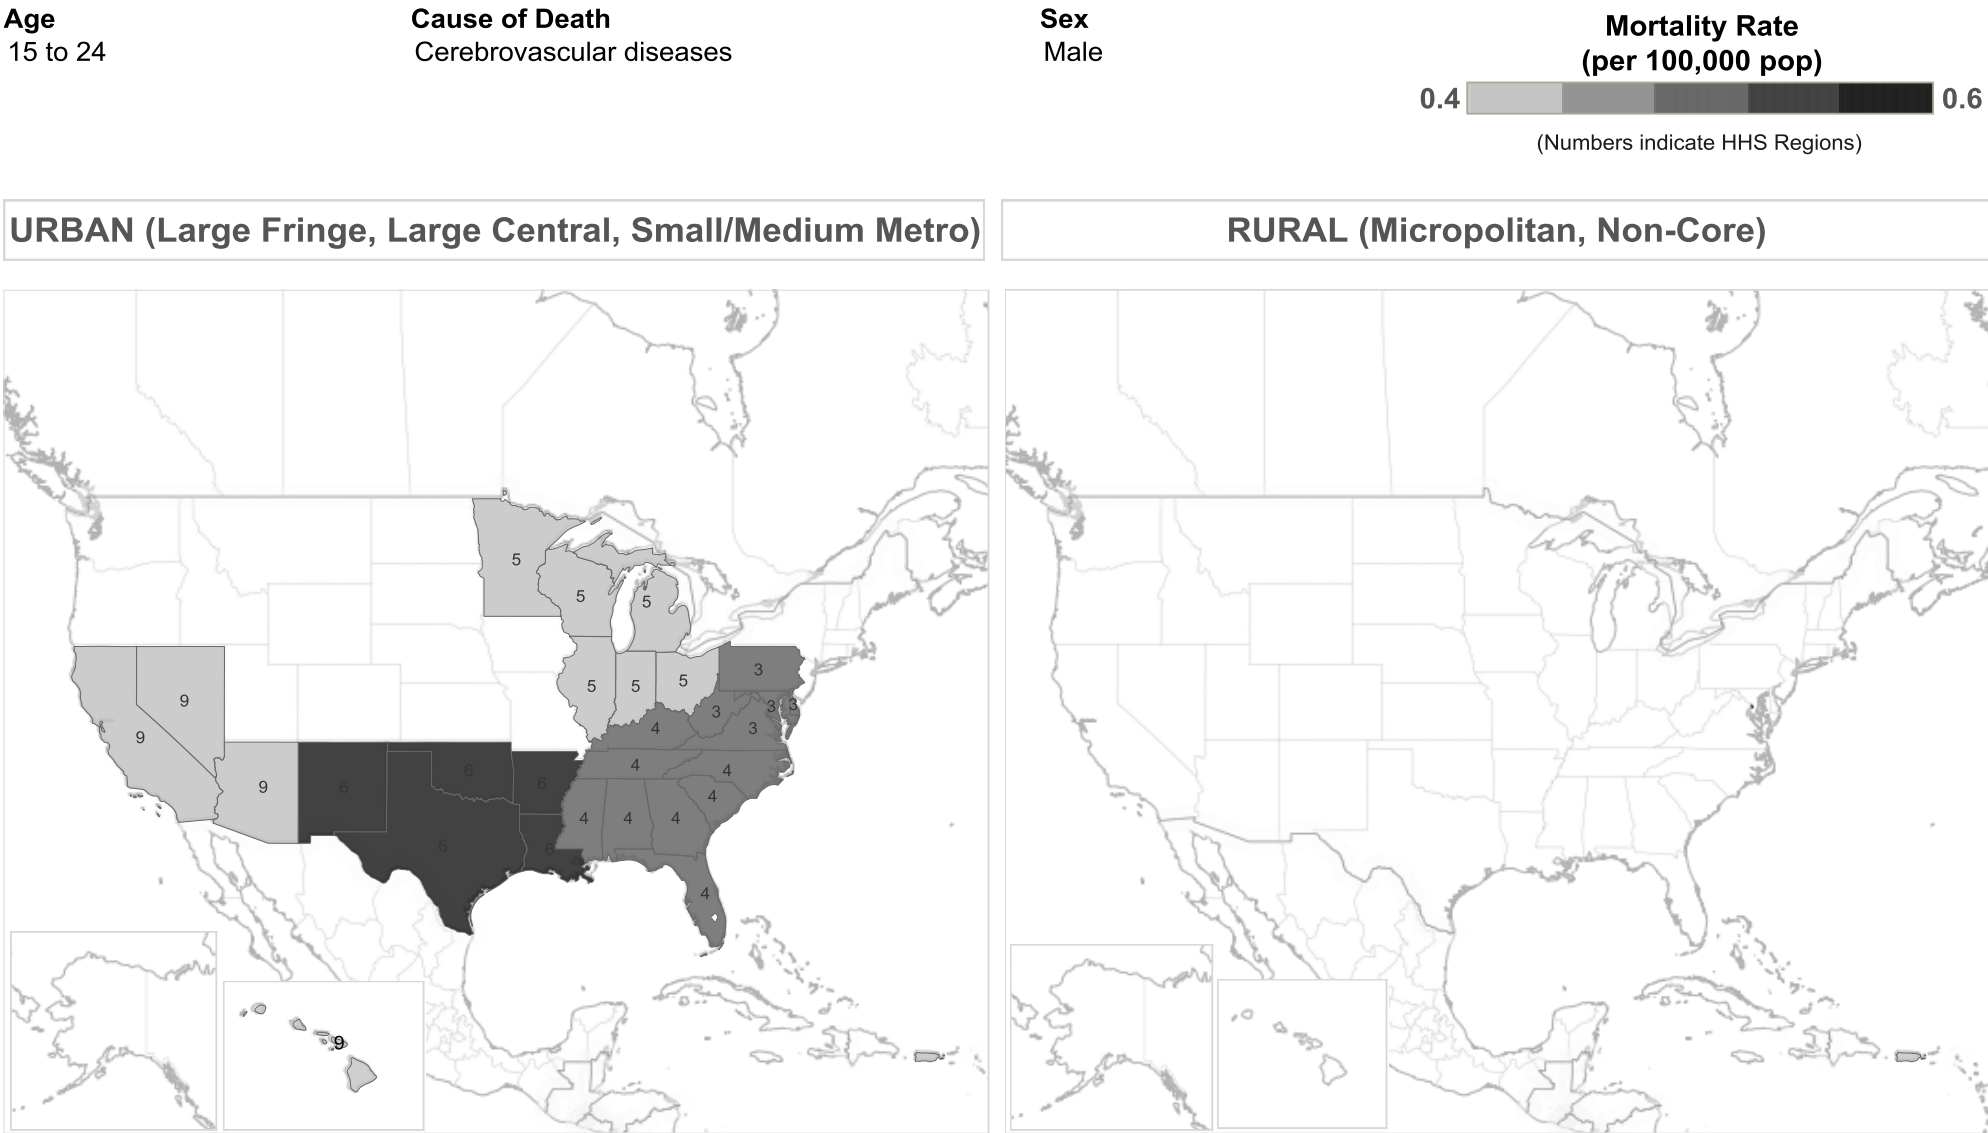 Age
15 to 24
Cause of Death
Cerebrovascular diseases
Sex
Male
Mortality Rate
(per 100,000 pop)
0.4 0.6
(Numbers indicate HHS Regions)
URBAN (Large Fringe, Large Central, Small/Medium Metro)
RURAL (Micropolitan, Non-Core)
5
5
5
5
5
5
3
3
3
3
3
9
9
9
4
4
4
4
4
4
4
4
6
6
6
6
6
9